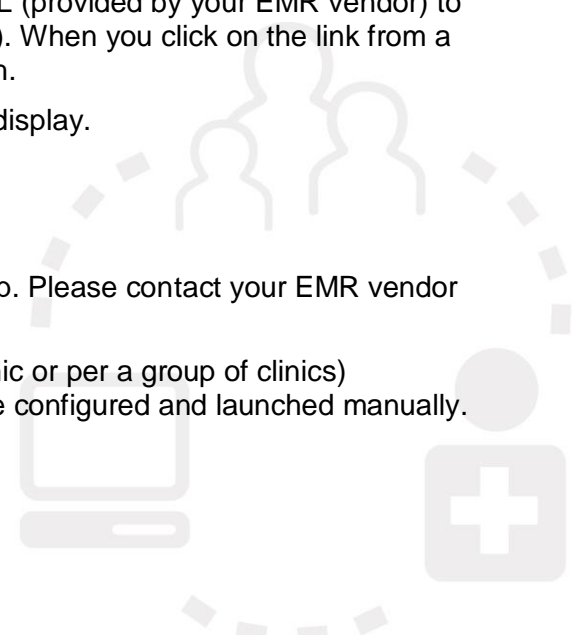 (provided by your EMR vendor) to
). When you click on the link from a
display.
Please contact your EMR vendor
or per a group of clinics)
configured and launched manually.